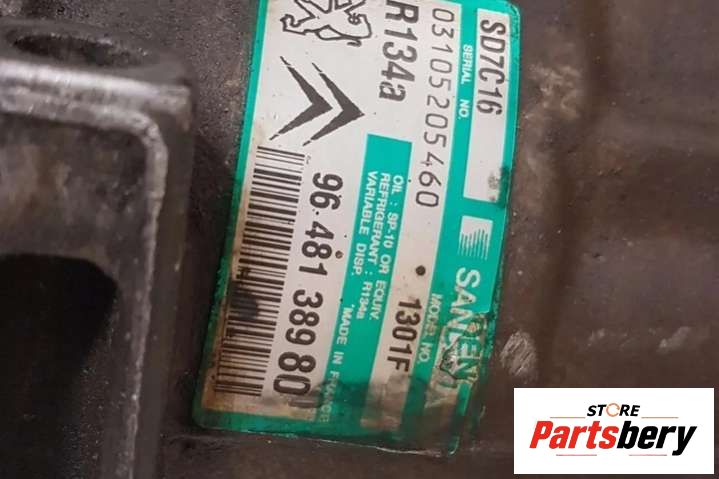 SD7C16
SERIAL NO.
03105205460
R134a
SANDEN
MODEL NO.
1301F
OIL : SP-10 OR EQUIV.
REFRIGERANT : R134a
VARIABLE DISP.
MADE IN FRANCE
96 481 389 80
STORE
Partsbery